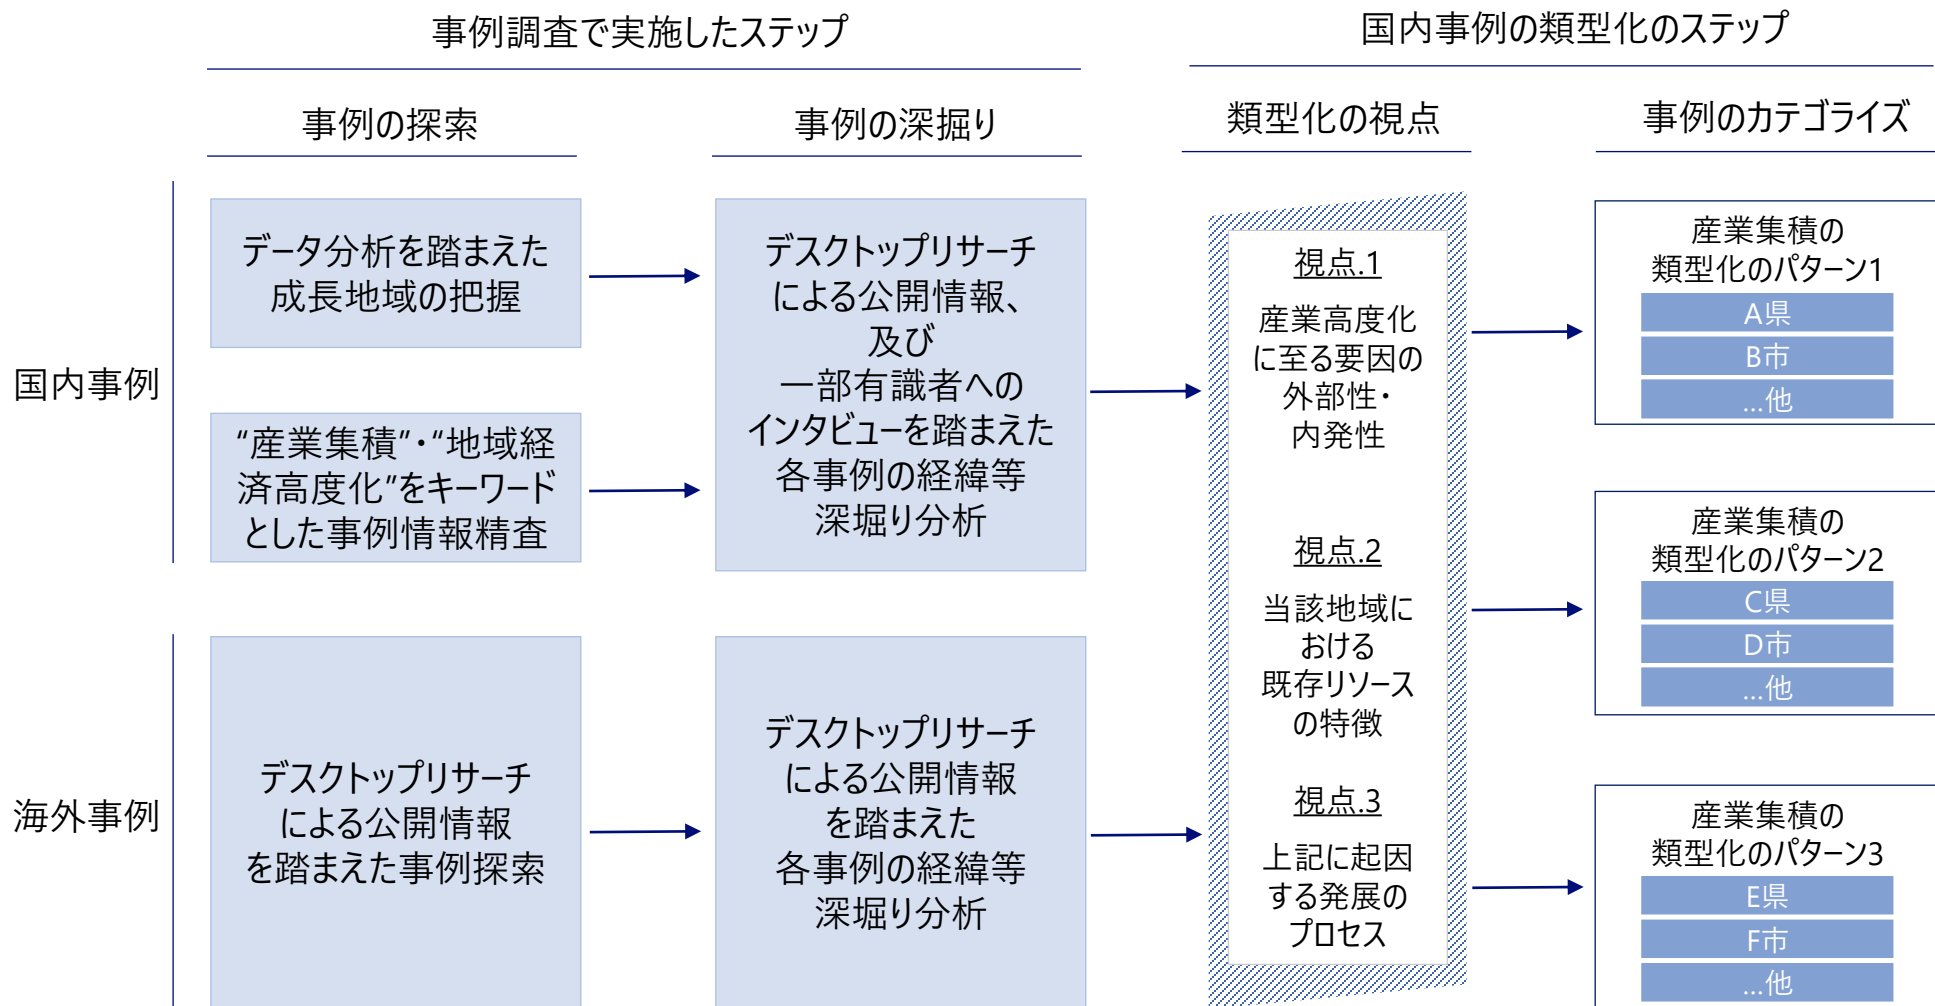 事例調査で実施したステップ
国内事例の類型化のステップ
事例の探索
事例の深掘り
類型化の視点
事例のカテゴライズ
国内事例
データ分析を踏まえた
成長地域の把握
“産業集積”・“地域経
済高度化”をキーワード
とした事例情報精査
デスクトップリサーチ
による公開情報、
及び
一部有識者への
インタビューを踏まえた
各事例の経緯等
深堀り分析
海外事例
デスクトップリサーチ
による公開情報
を踏まえた事例探索
デスクトップリサーチ
による公開情報
を踏まえた
各事例の経緯等
深堀り分析
視点.1
産業高度化
に至る要因の
外部性・
内発性
視点.2
当該地域に
おける
既存リソース
の特徴
視点.3
上記に起因
する発展の
プロセス
産業集積の
類型化のパターン1
A県
B市
…他
産業集積の
類型化のパターン2
C県
D市
…他
産業集積の
類型化のパターン3
E県
F市
…他